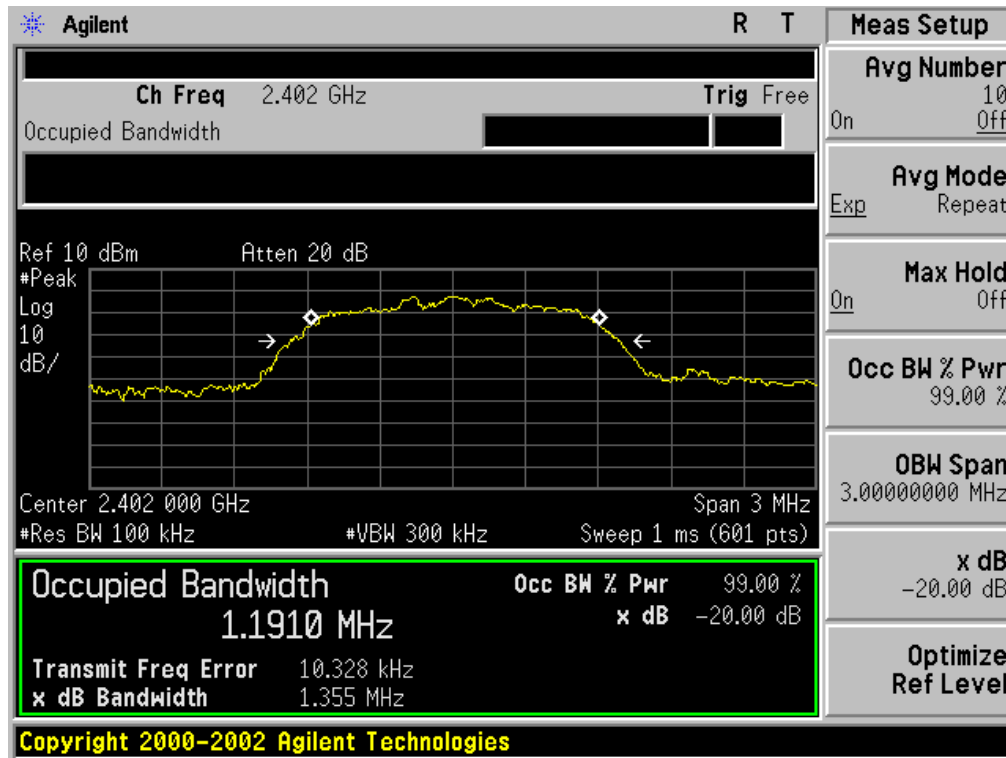 Agilent
R T
Ch Freq 2.402 GHz
Trig Free
Occupied Bandwidth
Ref 10 dBm
Atten 20 dB
#Peak
Log
10
dB/
Center 2.402 000 GHz
Span 3 MHz
#Res BW 100 kHz
#VBW 300 kHz
Sweep 1 ms (601 pts)
Occupied Bandwidth
1.1910 MHz
Occ BW % Pwr 99.00 %
x dB -20.00 dB
Transmit Freq Error 10.328 kHz
x dB Bandwidth 1.355 MHz
Copyright 2000-2002 Agilent Technologies
Meas Setup
Avg Number
10
On Off
Avg Mode
Exp Repeat
Max Hold
On Off
Occ BW % Pwr
99.00 %
OBW Span
3.00000000 MHz
x dB
-20.00 dB
Optimize
Ref Level